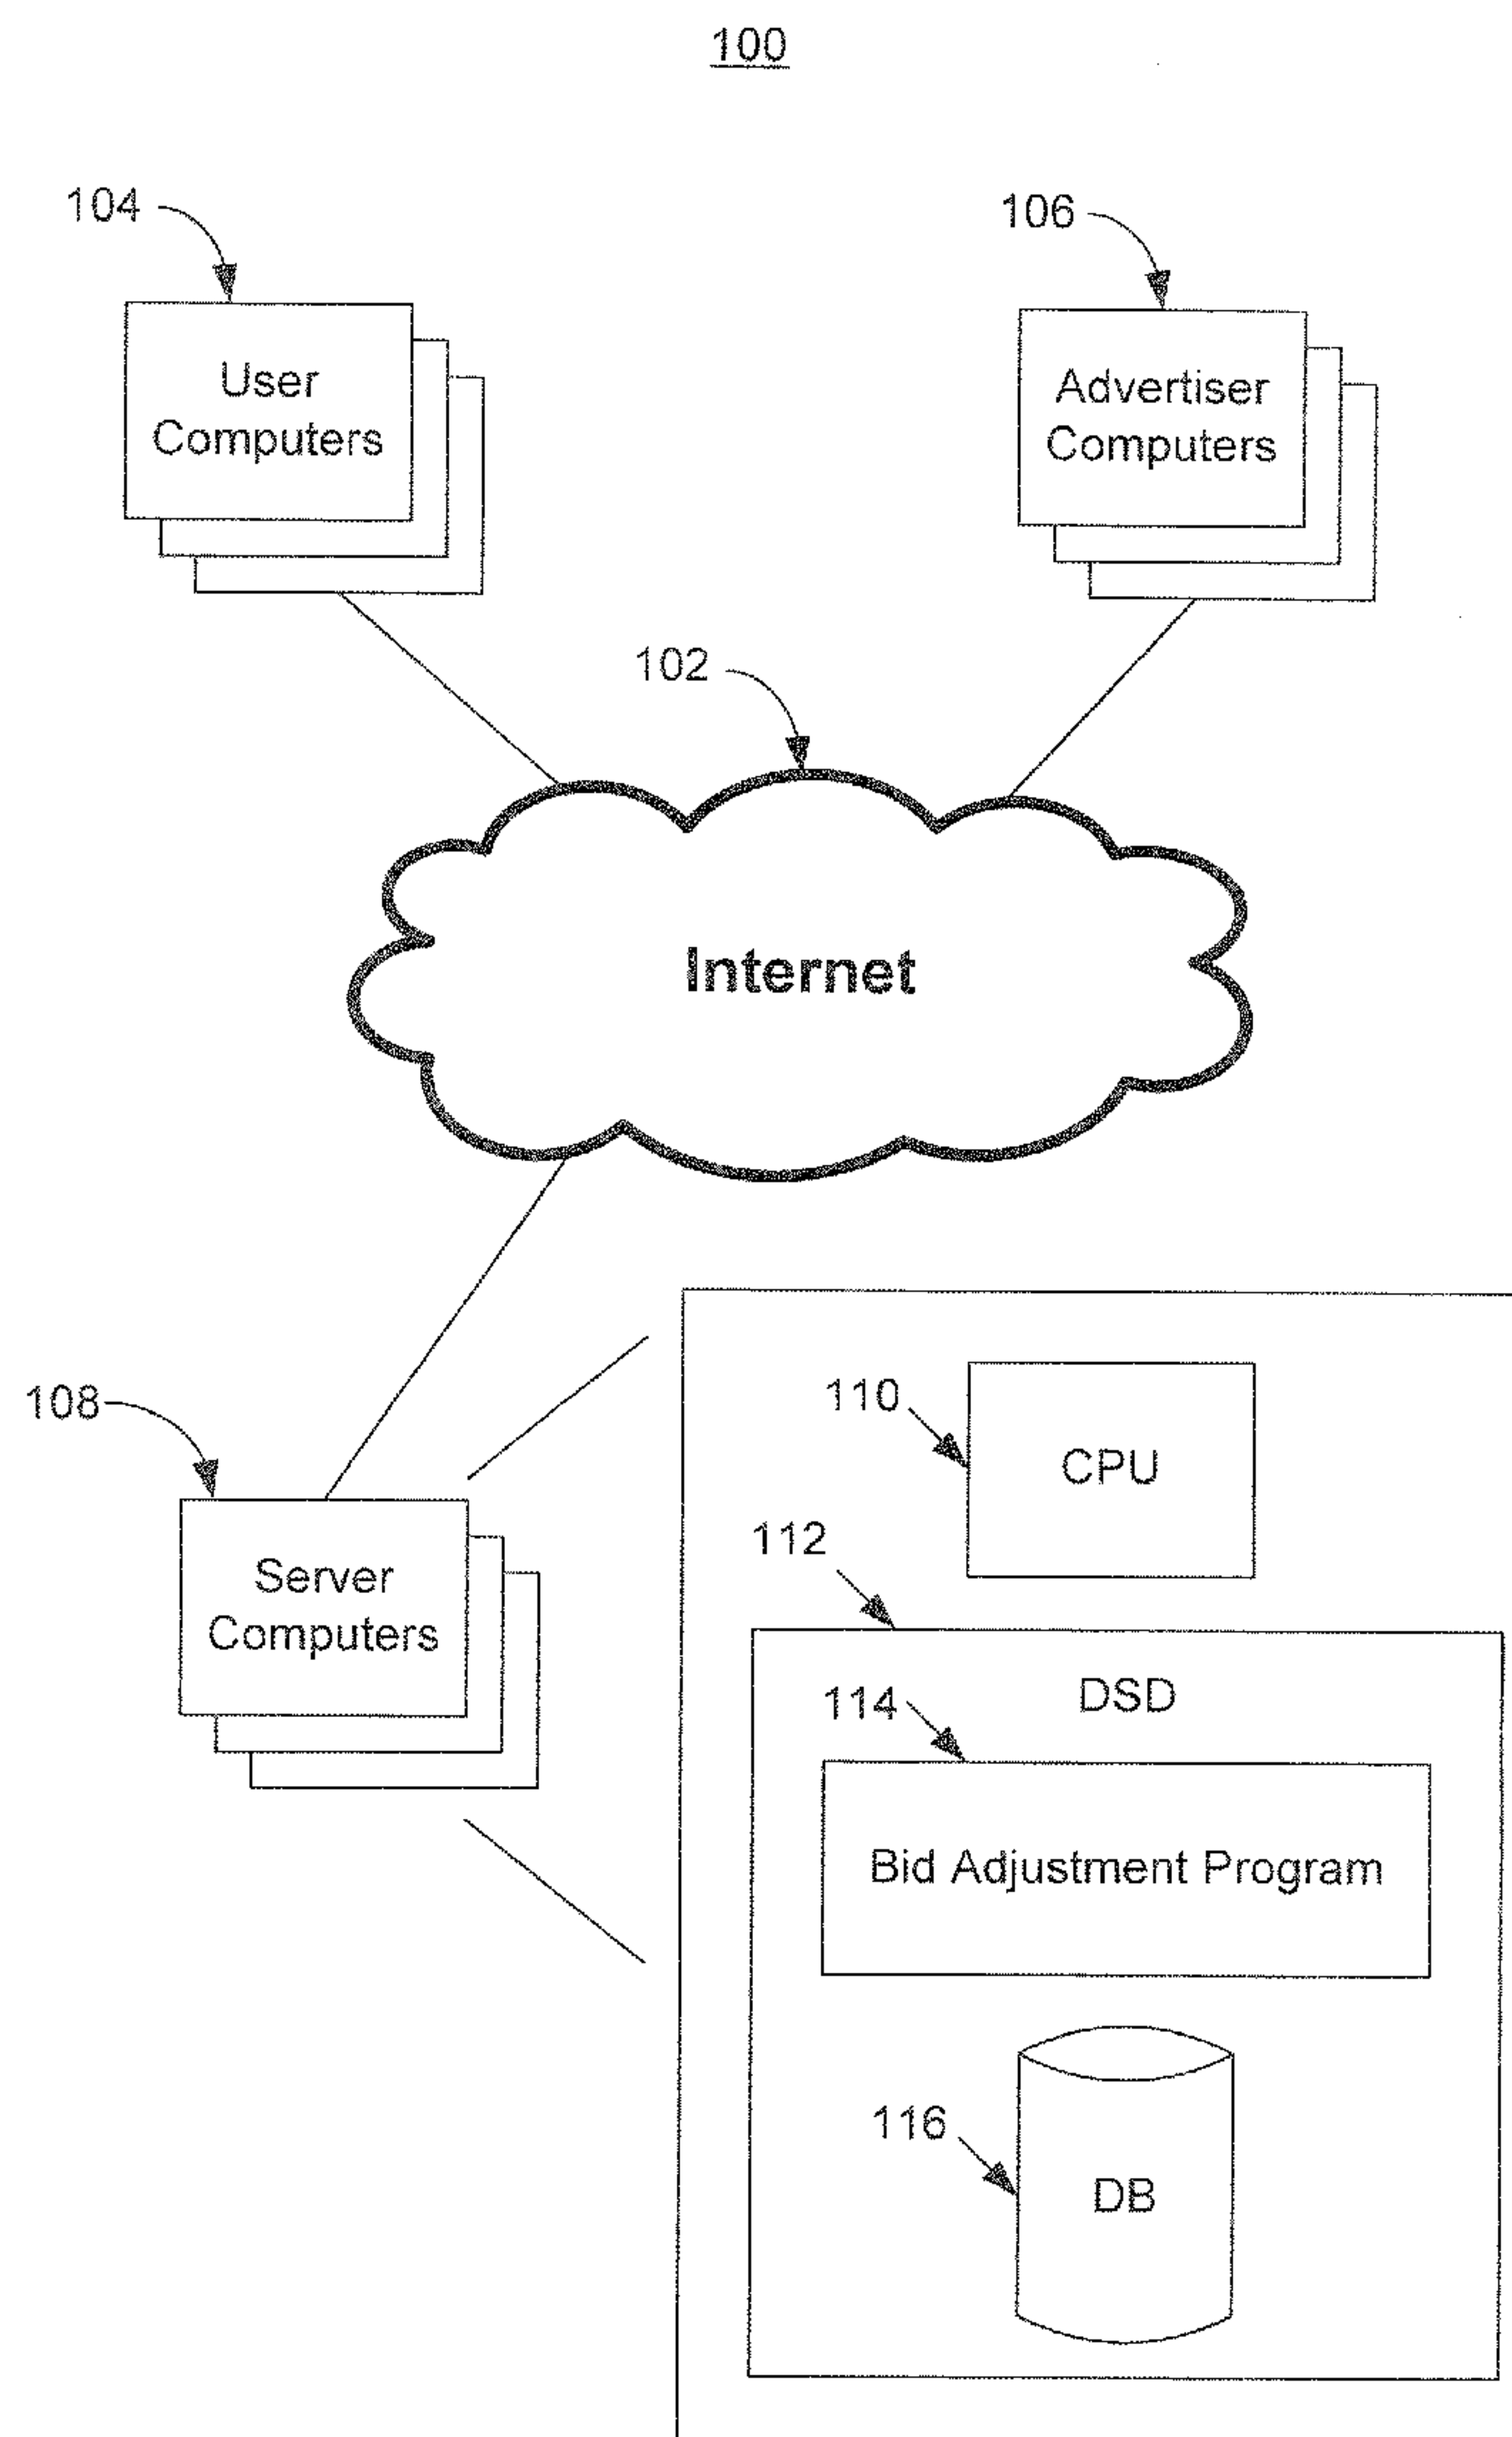 100
104
106
User
Computers
Advertiser
Computers
102
Internet
108
110
CPU
Server
Computers
112
DSD
114
Bid Adjustment Program
116
DB